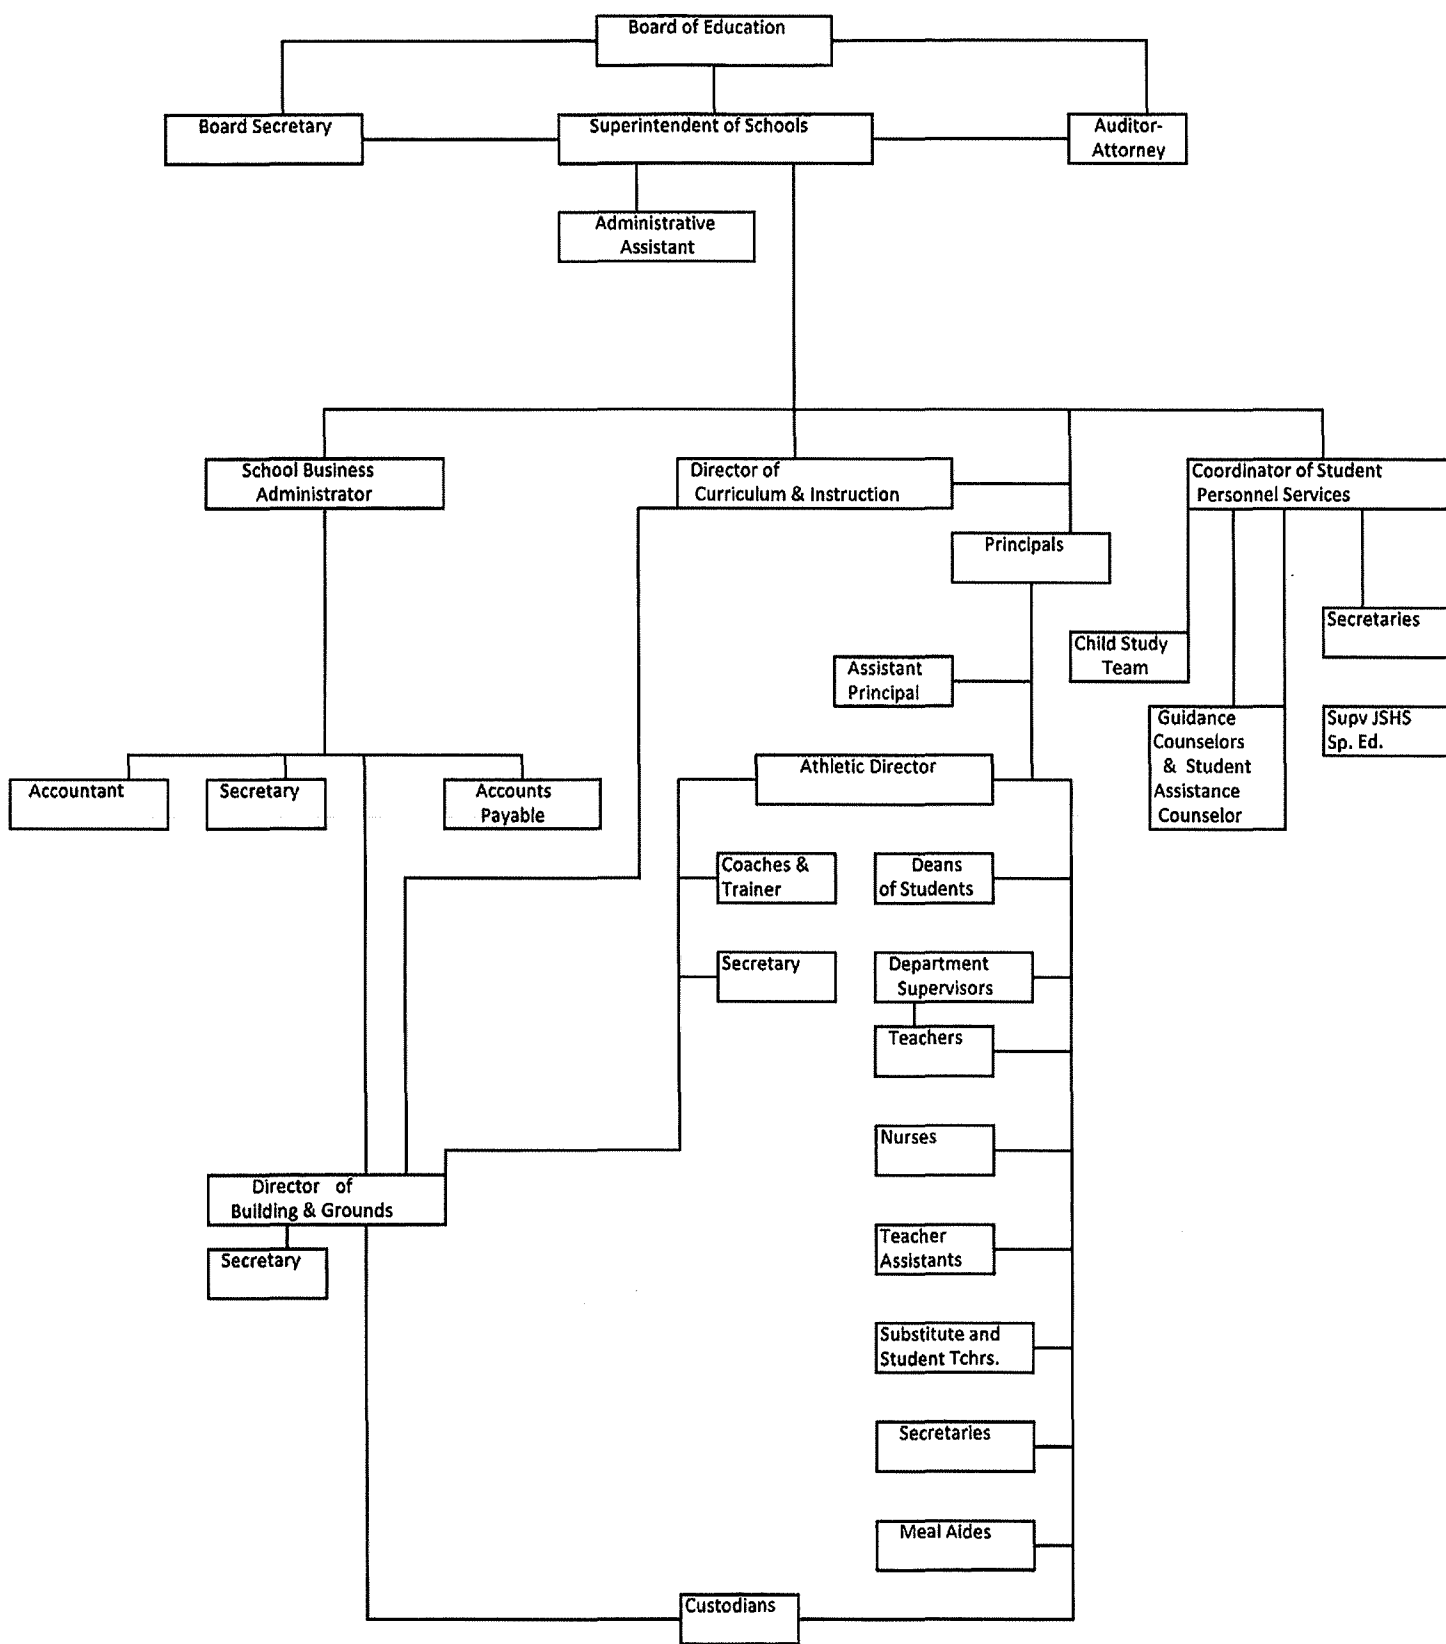 Board of Education
Board Secretary
Superintendent of Schools
Auditor-
Attorney
Administrative
Assistant
School Business
Administrator
Director of
Curriculum & Instruction
Coordinator of Student
Personnel Services
Principals
Secretaries
Child Study
Team
Assistant
Principal
Guidance
Counselors
& Student
Assistance
Counselor
Supv JSHS
Sp. Ed.
Athletic Director
Accountant
Secretary
Accounts
Payable
Coaches &
Trainer
Deans
of Students
Secretary
Department
Supervisors
Teachers
Nurses
Director of
Building & Grounds
Secretary
Teacher
Assistants
Substitute and
Student Tchrs.
Secretaries
Meal Aides
Custodians